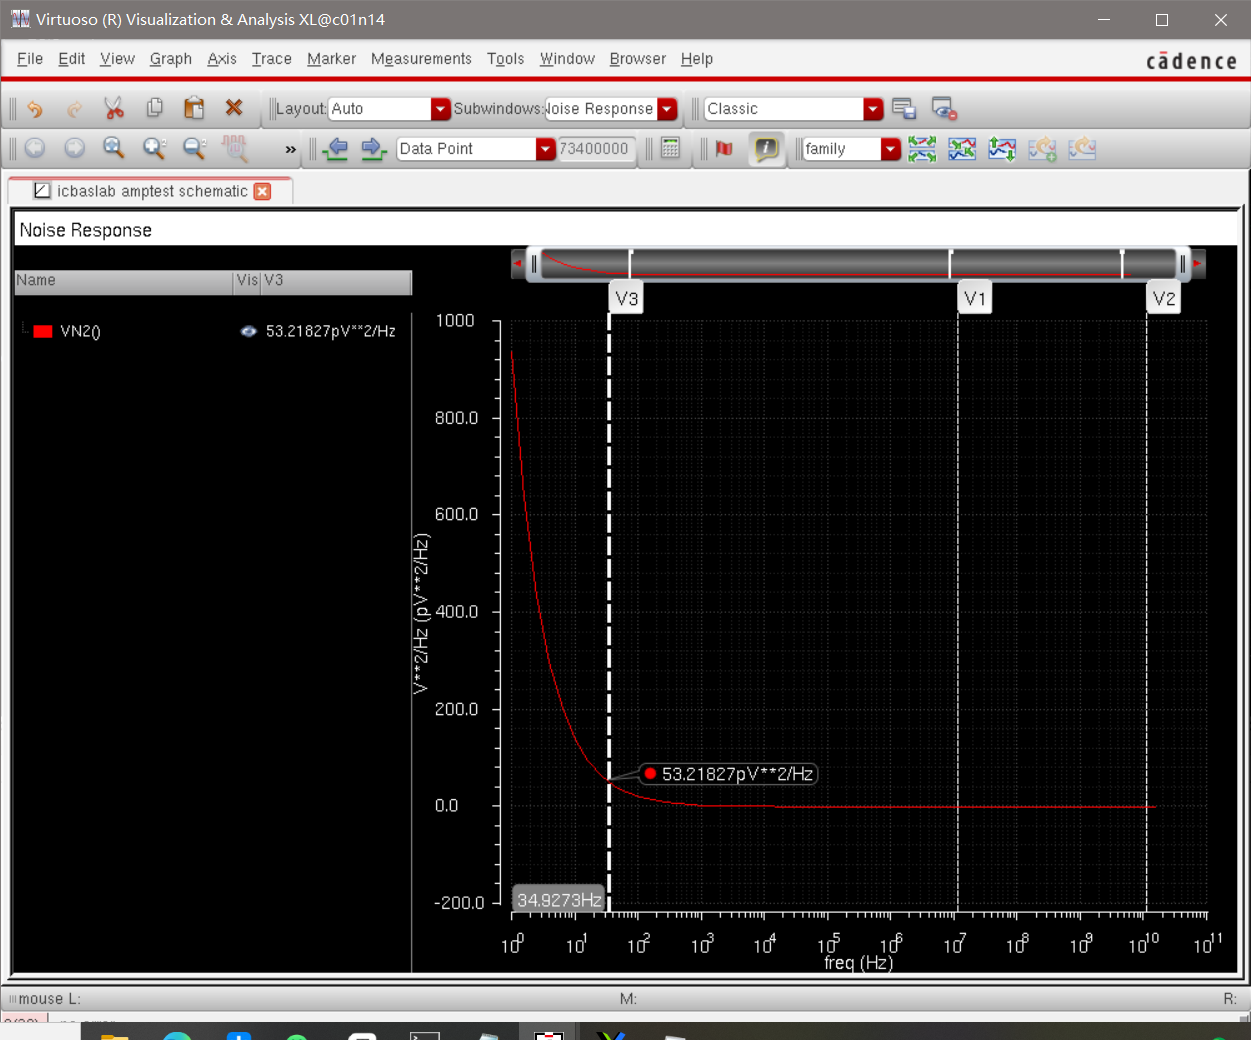 Virtuoso (R) Visualization & Analysis XL@c01n14
File Edit View Graph Axis Trace Marker Measurements Tools Window Browser Help
cādence
Layout: Auto Subwindows: Noise Response Classic
» Data Point 73400000 family
icbaslab amptest schematic
Noise Response
Name Vis V3
VN2() 53.21827pV**2/Hz
V3 V1 V2
1000
800.0
600.0
400.0
200.0
0.0
-200.0
V**2/Hz (pV**2/Hz)
53.21827pV**2/Hz
34.9273Hz
10^0 10^1 10^2 10^3 10^4 10^5 10^6 10^7 10^8 10^9 10^10 10^11
freq (Hz)
mouse L: M: R: